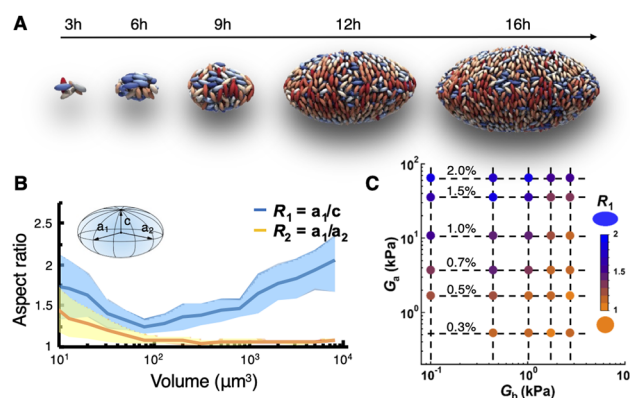 A
3h 6h 9h 12h 16h
B
R1 = a1/c
R2 = a1/a2
c
a1 a2
Aspect ratio
2.5
2
1.5
1
10¹ 10² 10³ 10⁴
Volume (μm³)
C
Ga (kPa)
10²
10¹
10⁰
2.0%
1.5%
1.0%
0.7%
0.5%
0.3%
10⁻¹ 10⁰ 10
Gb (kPa)
R1
2
1.5
1